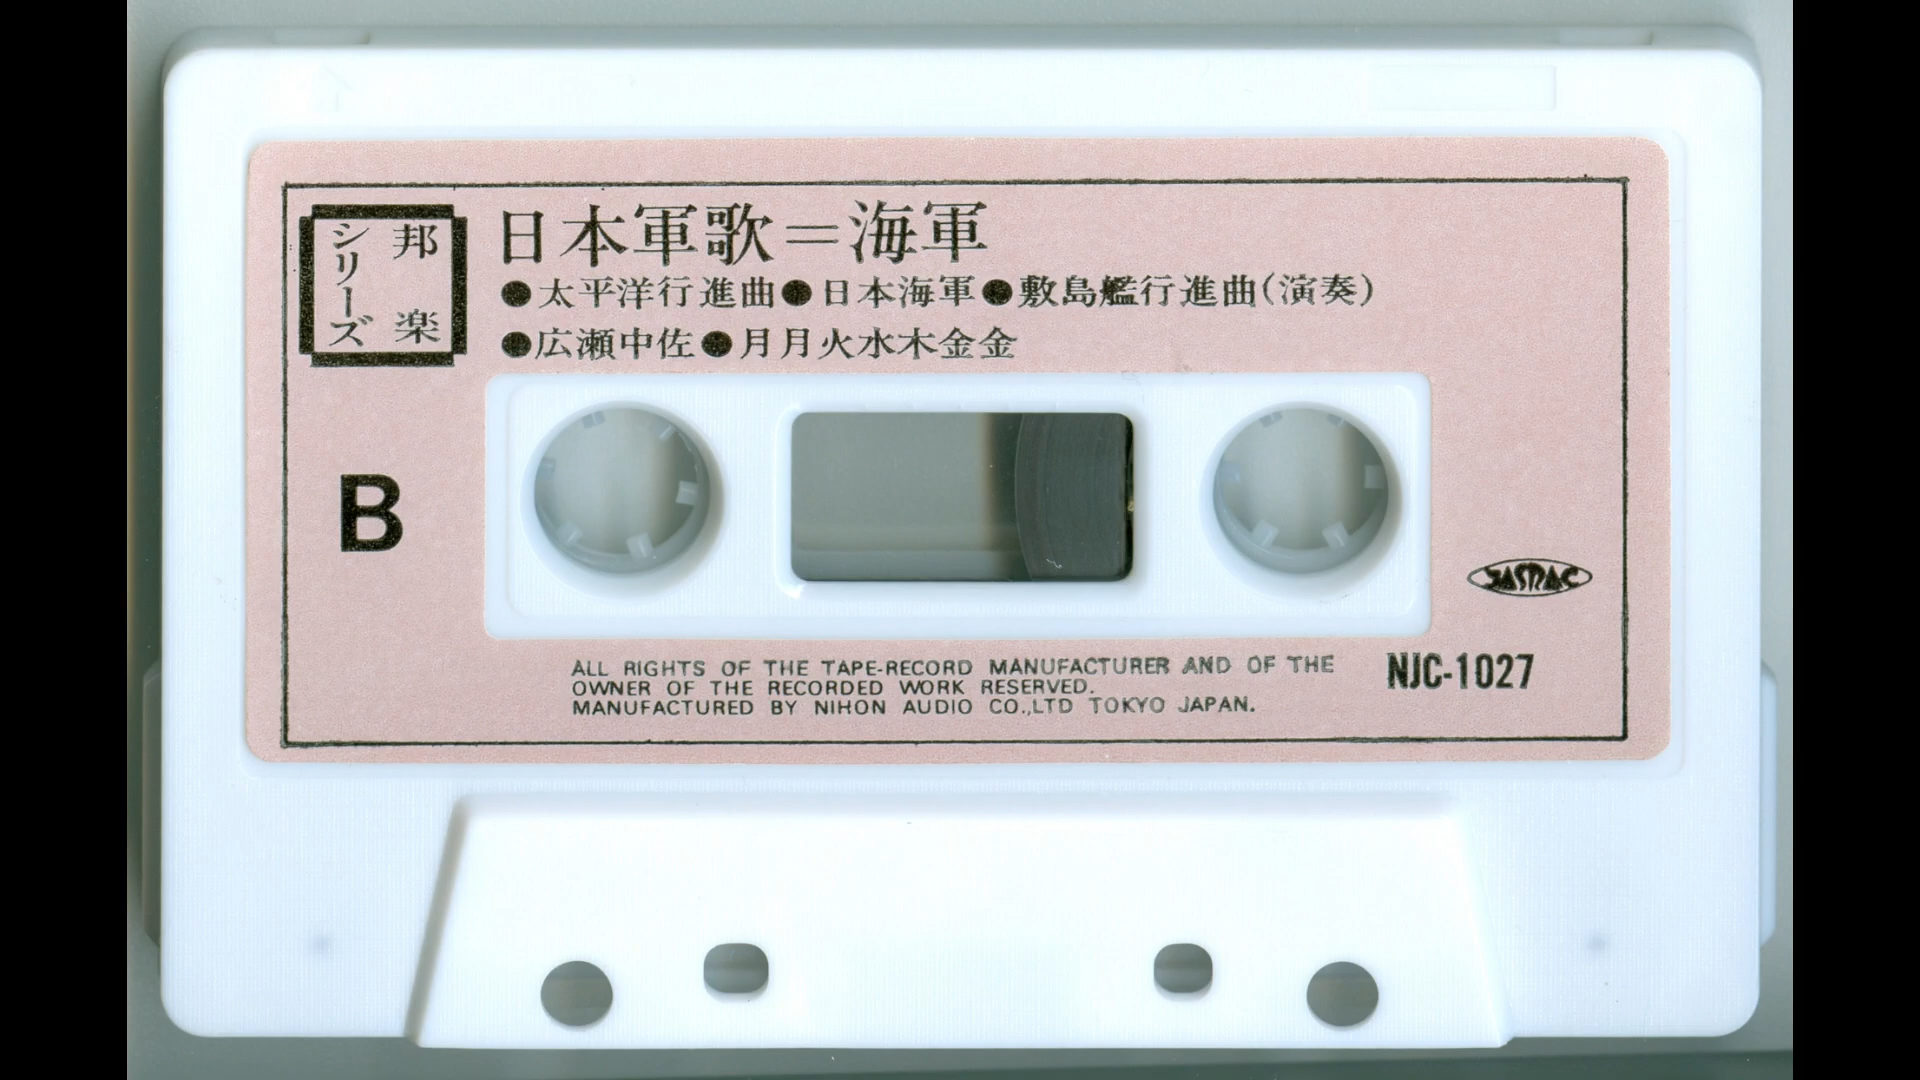 邦楽
シリーズ
日本軍歌＝海軍
●太平洋行進曲●日本海軍●敷島艦行進曲(演奏)
●広瀬中佐●月月火水木金金
B
ALL RIGHTS OF THE TAPE-RECORD MANUFACTURER AND OF THE
OWNER OF THE RECORDED WORK RESERVED.
MANUFACTURED BY NIHON AUDIO CO.,LTD TOKYO JAPAN.
JASRAC
NJC-1027